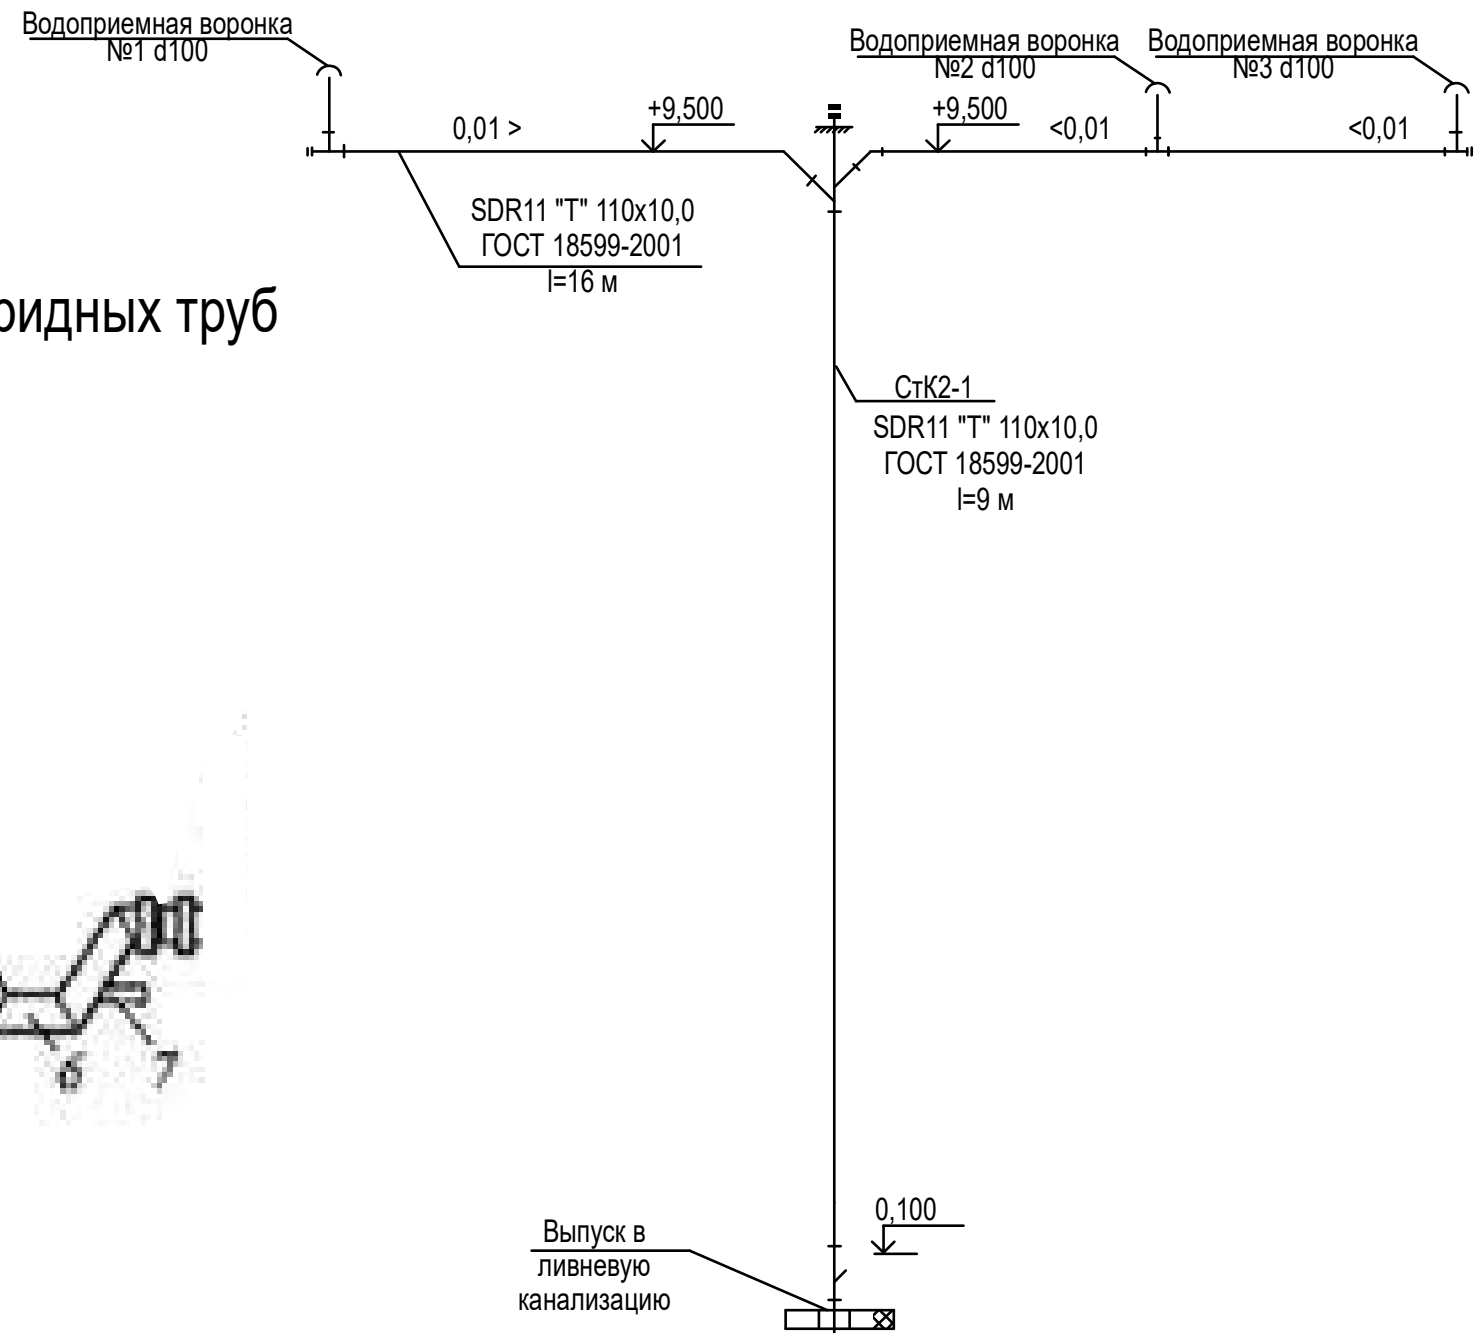 Водоприемная воронка
№1 d100
Водоприемная воронка
№2 d100
Водоприемная воронка
№3 d100
0,01 >
+9,500
+9,500
<0,01
<0,01
SDR11 "Т" 110х10,0
ГОСТ 18599-2001
l=16 м
ридных труб
СтК2-1
SDR11 "Т" 110х10,0
ГОСТ 18599-2001
l=9 м
6
7
0,100
Выпуск в
ливневую
канализацию